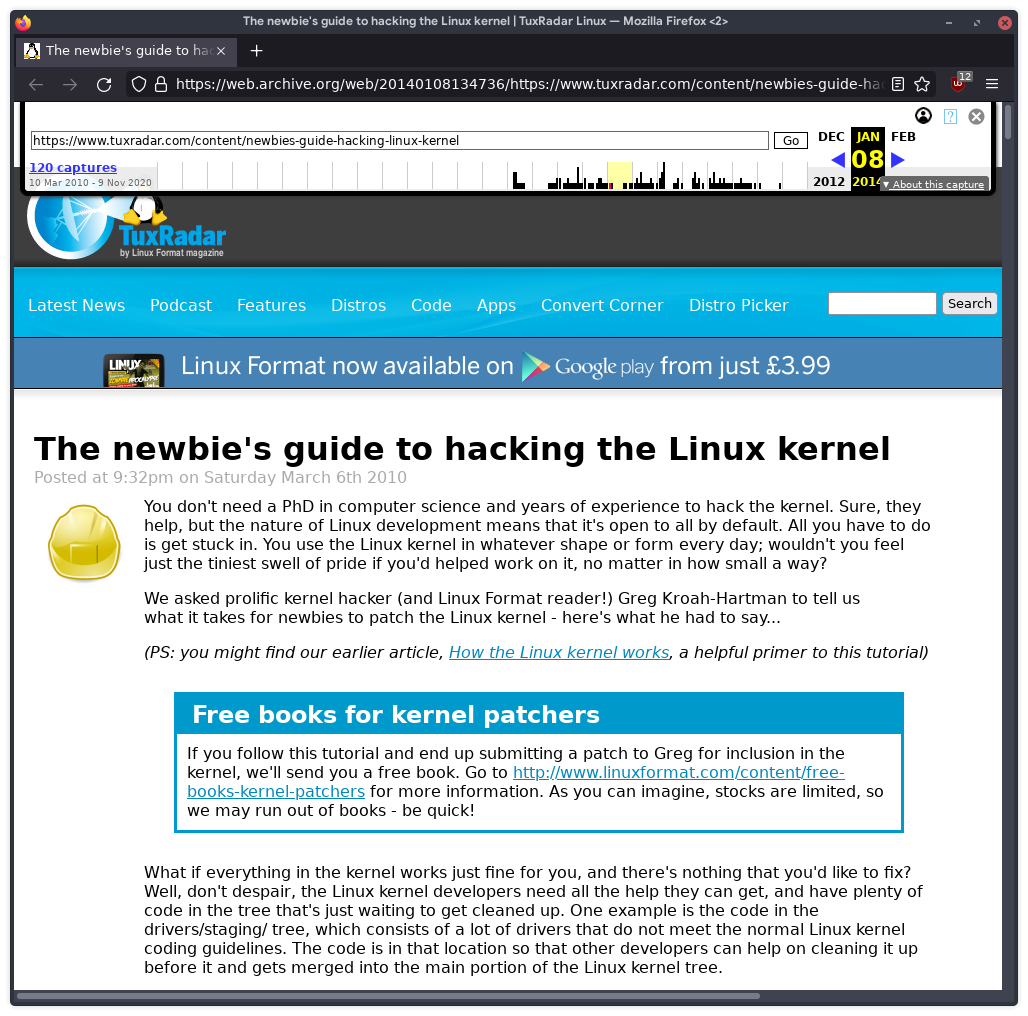 The newbie's guide to hacking the Linux kernel | TuxRadar Linux — Mozilla Firefox <2>
The newbie's guide to hac
https://web.archive.org/web/20140108134736/https://www.tuxradar.com/content/newbies-guide-hac
12
https://www.tuxradar.com/content/newbies-guide-hacking-linux-kernel
Go
DEC JAN FEB
120 captures
08
10 Mar 2010 - 9 Nov 2020
2012 2014
▼ About this capture
TuxRadar
by Linux Format magazine
Latest News Podcast Features Distros Code Apps Convert Corner Distro Picker Search
LINUX
Linux Format now available on Google play from just £3.99
The newbie's guide to hacking the Linux kernel
Posted at 9:32pm on Saturday March 6th 2010
You don't need a PhD in computer science and years of experience to hack the kernel. Sure, they
help, but the nature of Linux development means that it's open to all by default. All you have to do
is get stuck in. You use the Linux kernel in whatever shape or form every day; wouldn't you feel
just the tiniest swell of pride if you'd helped work on it, no matter in how small a way?
We asked prolific kernel hacker (and Linux Format reader!) Greg Kroah-Hartman to tell us
what it takes for newbies to patch the Linux kernel - here's what he had to say...
(PS: you might find our earlier article, How the Linux kernel works, a helpful primer to this tutorial)
Free books for kernel patchers
If you follow this tutorial and end up submitting a patch to Greg for inclusion in the
kernel, we'll send you a free book. Go to http://www.linuxformat.com/content/free-
books-kernel-patchers for more information. As you can imagine, stocks are limited, so
we may run out of books - be quick!
What if everything in the kernel works just fine for you, and there's nothing that you'd like to fix?
Well, don't despair, the Linux kernel developers need all the help they can get, and have plenty of
code in the tree that's just waiting to get cleaned up. One example is the code in the
drivers/staging/ tree, which consists of a lot of drivers that do not meet the normal Linux kernel
coding guidelines. The code is in that location so that other developers can help on cleaning it up
before it and gets merged into the main portion of the Linux kernel tree.